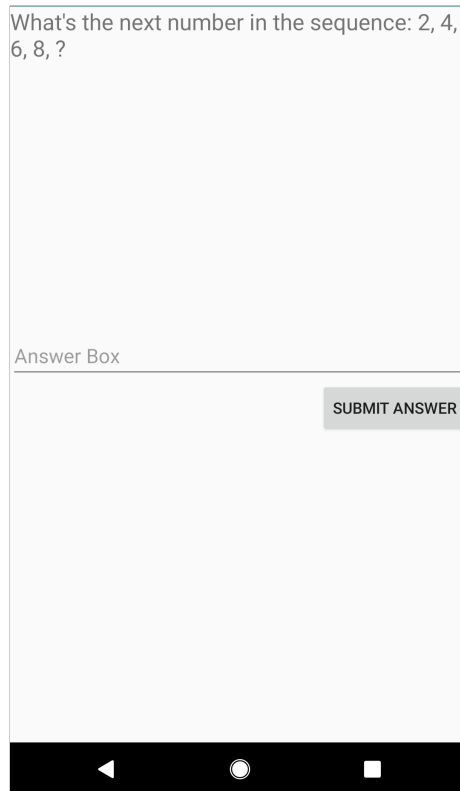 What's the next number in the sequence: 2, 4,
6, 8, ?
Answer Box
SUBMIT ANSWER